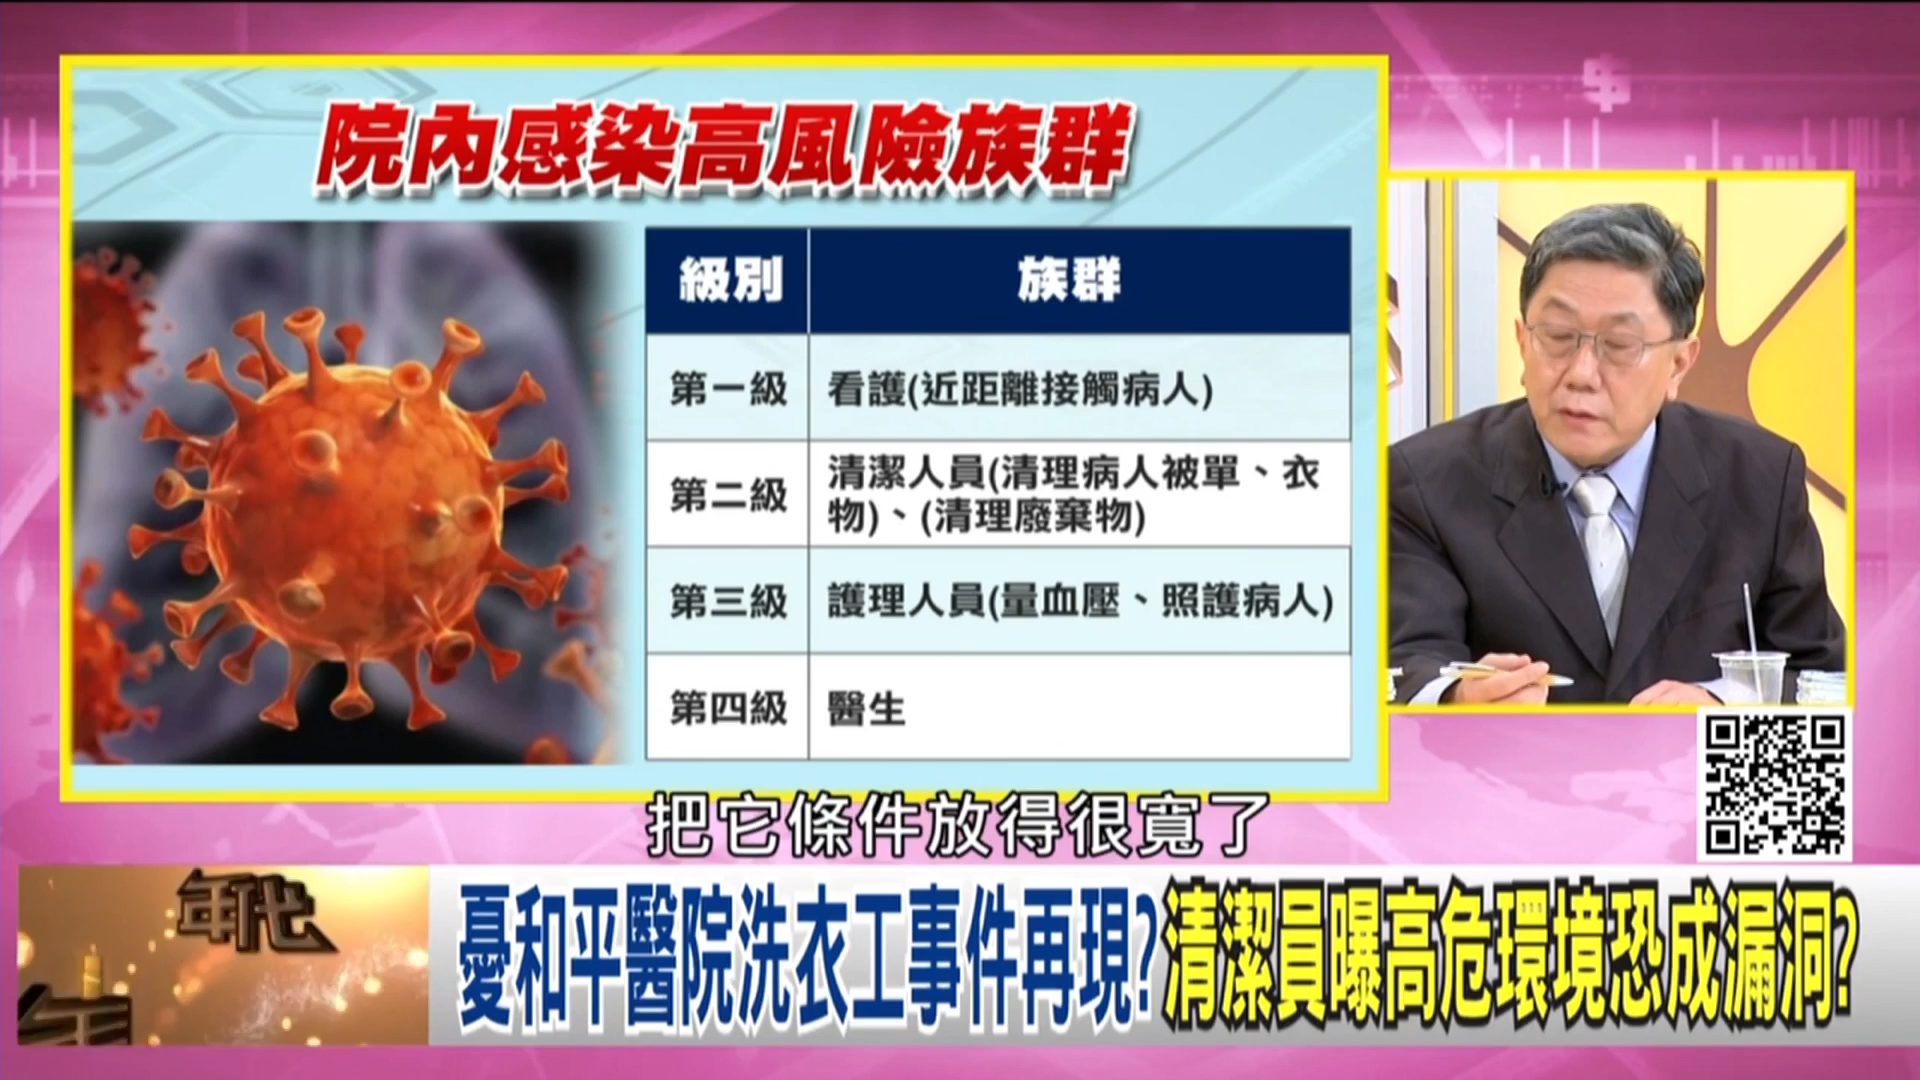 院內感染高風險族群
級別 族群
第一級 看護(近距離接觸病人)
第二級 清潔人員(清理病人被單、衣
物)、(清理廢棄物)
第三級 護理人員(量血壓、照護病人)
第四級 醫生
把它條件放得很寬了
年代
憂和平醫院洗衣工事件再現?清潔員曝高危環境恐成漏洞?